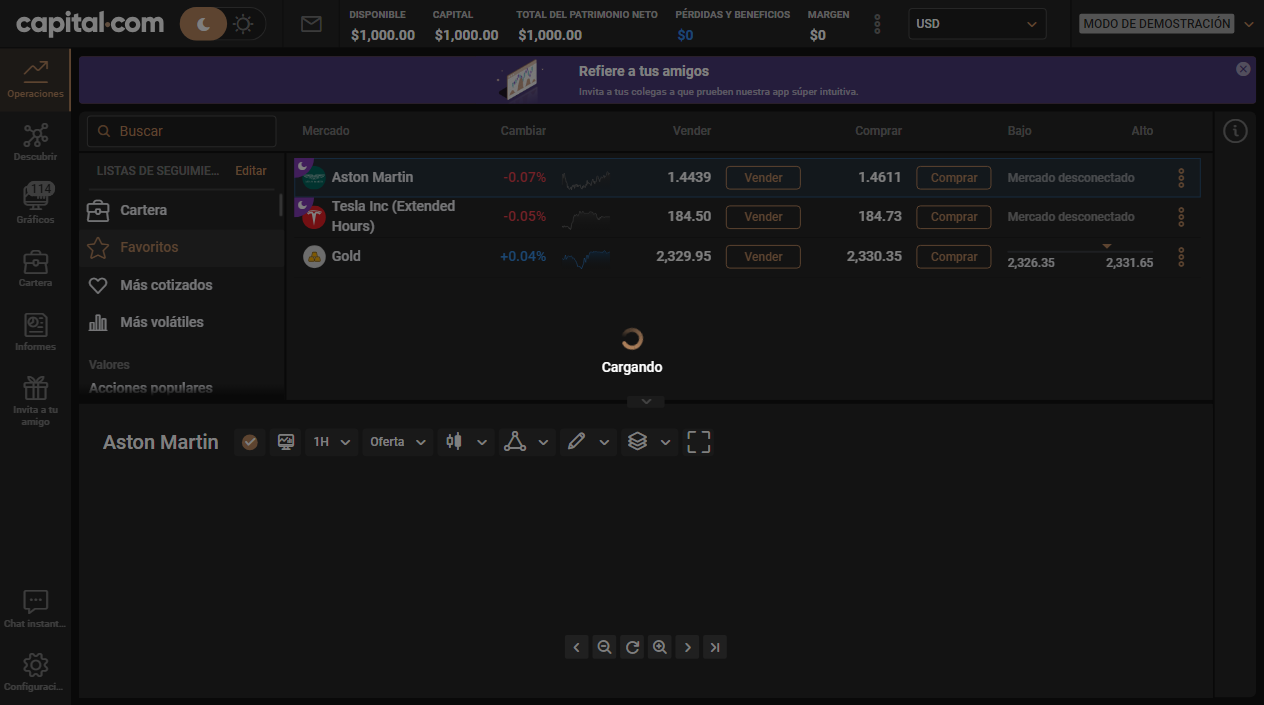 capital.com
DISPONIBLE
$1,000.00
CAPITAL
$1,000.00
TOTAL DEL PATRIMONIO NETO
$1,000.00
PÉRDIDAS Y BENEFICIOS
$0
MARGEN
$0
USD
MODO DE DEMOSTRACIÓN
Operaciones
Descubrir
114
Gráficos
Cartera
Informes
Invita a tu
amigo
Chat instant...
Configuraci...
Refiere a tus amigos
Invita a tus colegas a que prueben nuestra app súper intuitiva.
Buscar
LISTAS DE SEGUIMIE... Editar
Cartera
Favoritos
Más cotizados
Más volátiles
Valores
Acciones populares
Mercado Cambiar Vender Comprar Bajo Alto
Aston Martin -0.07% 1.4439 Vender 1.4611 Comprar Mercado desconectado
Tesla Inc (Extended
Hours) -0.05% 184.50 Vender 184.73 Comprar Mercado desconectado
Gold +0.04% 2,329.95 Vender 2,330.35 Comprar 2,326.35 2,331.65
Cargando
Aston Martin 1H Oferta